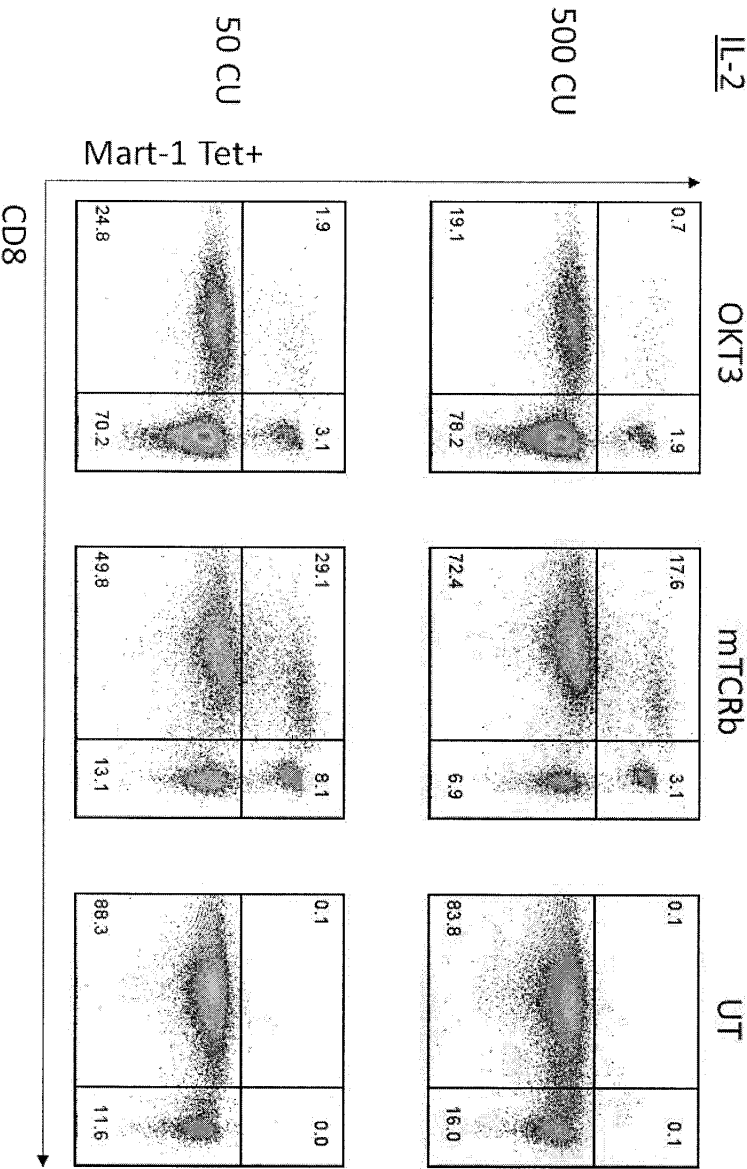 IL-2 OKT3 mTCRb UT
0.7 1.9 17.6 3.1 0.1 0.1
500 CU
19.1 78.2 72.4 6.9 83.8 16.0
1.9 3.1 29.1 8.1 0.1 0.0
50 CU
24.8 70.2 49.8 13.1 88.3 11.6
Mart-1 Tet+
CD8